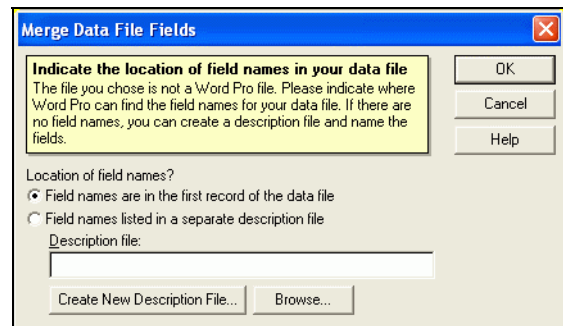 Merge Data File Fields
Indicate the location of field names in your data file
The file you chose is not a Word Pro file. Please indicate where
Word Pro can find the field names for your data file. If there are
no field names, you can create a description file and name the
fields.
OK
Cancel
Help
Location of field names?
Field names are in the first record of the data file
Field names listed in a separate description file
Description file:
Create New Description File... Browse...